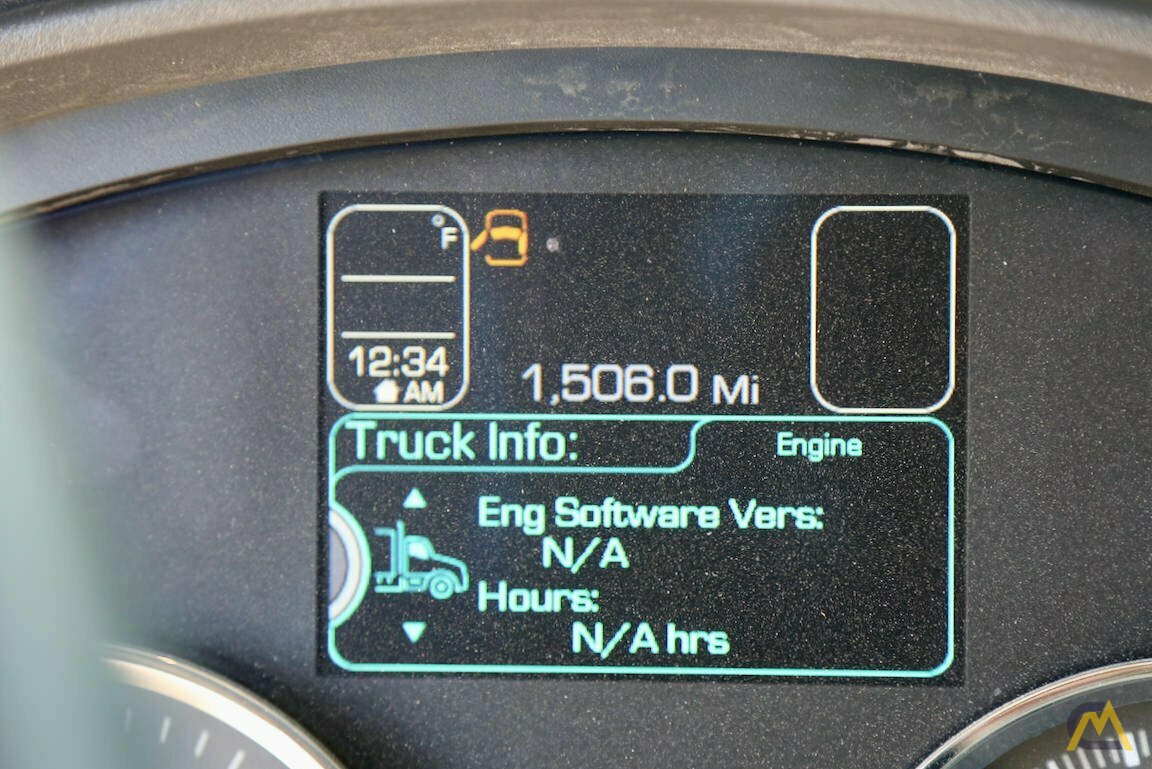 °F
12:34
AM
1,506.0 Mi
Truck Info:
Engine
Eng Software Vers:
N/A
Hours:
N/A hrs